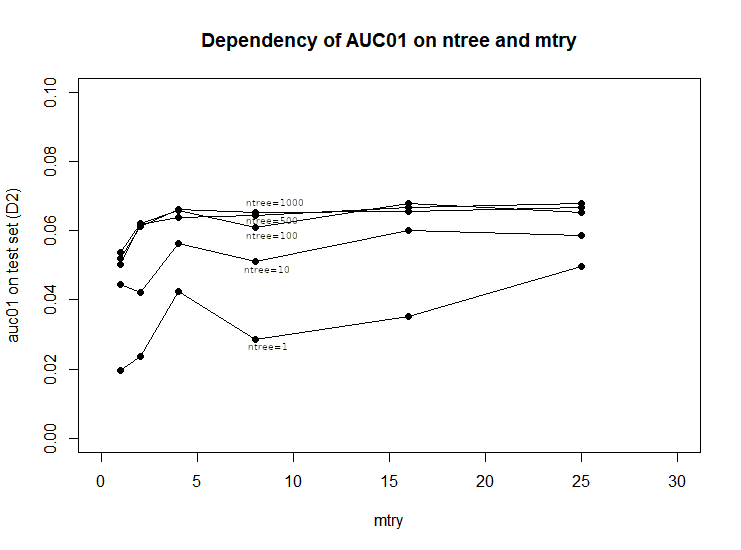 Dependency of AUC01 on ntree and mtry
auc01 on test set (D2)
0.10
0.08
0.06
0.04
0.02
0.00
ntree=1000
ntree=500
ntree=100
ntree=10
ntree=1
0 5 10 15 20 25 30
mtry